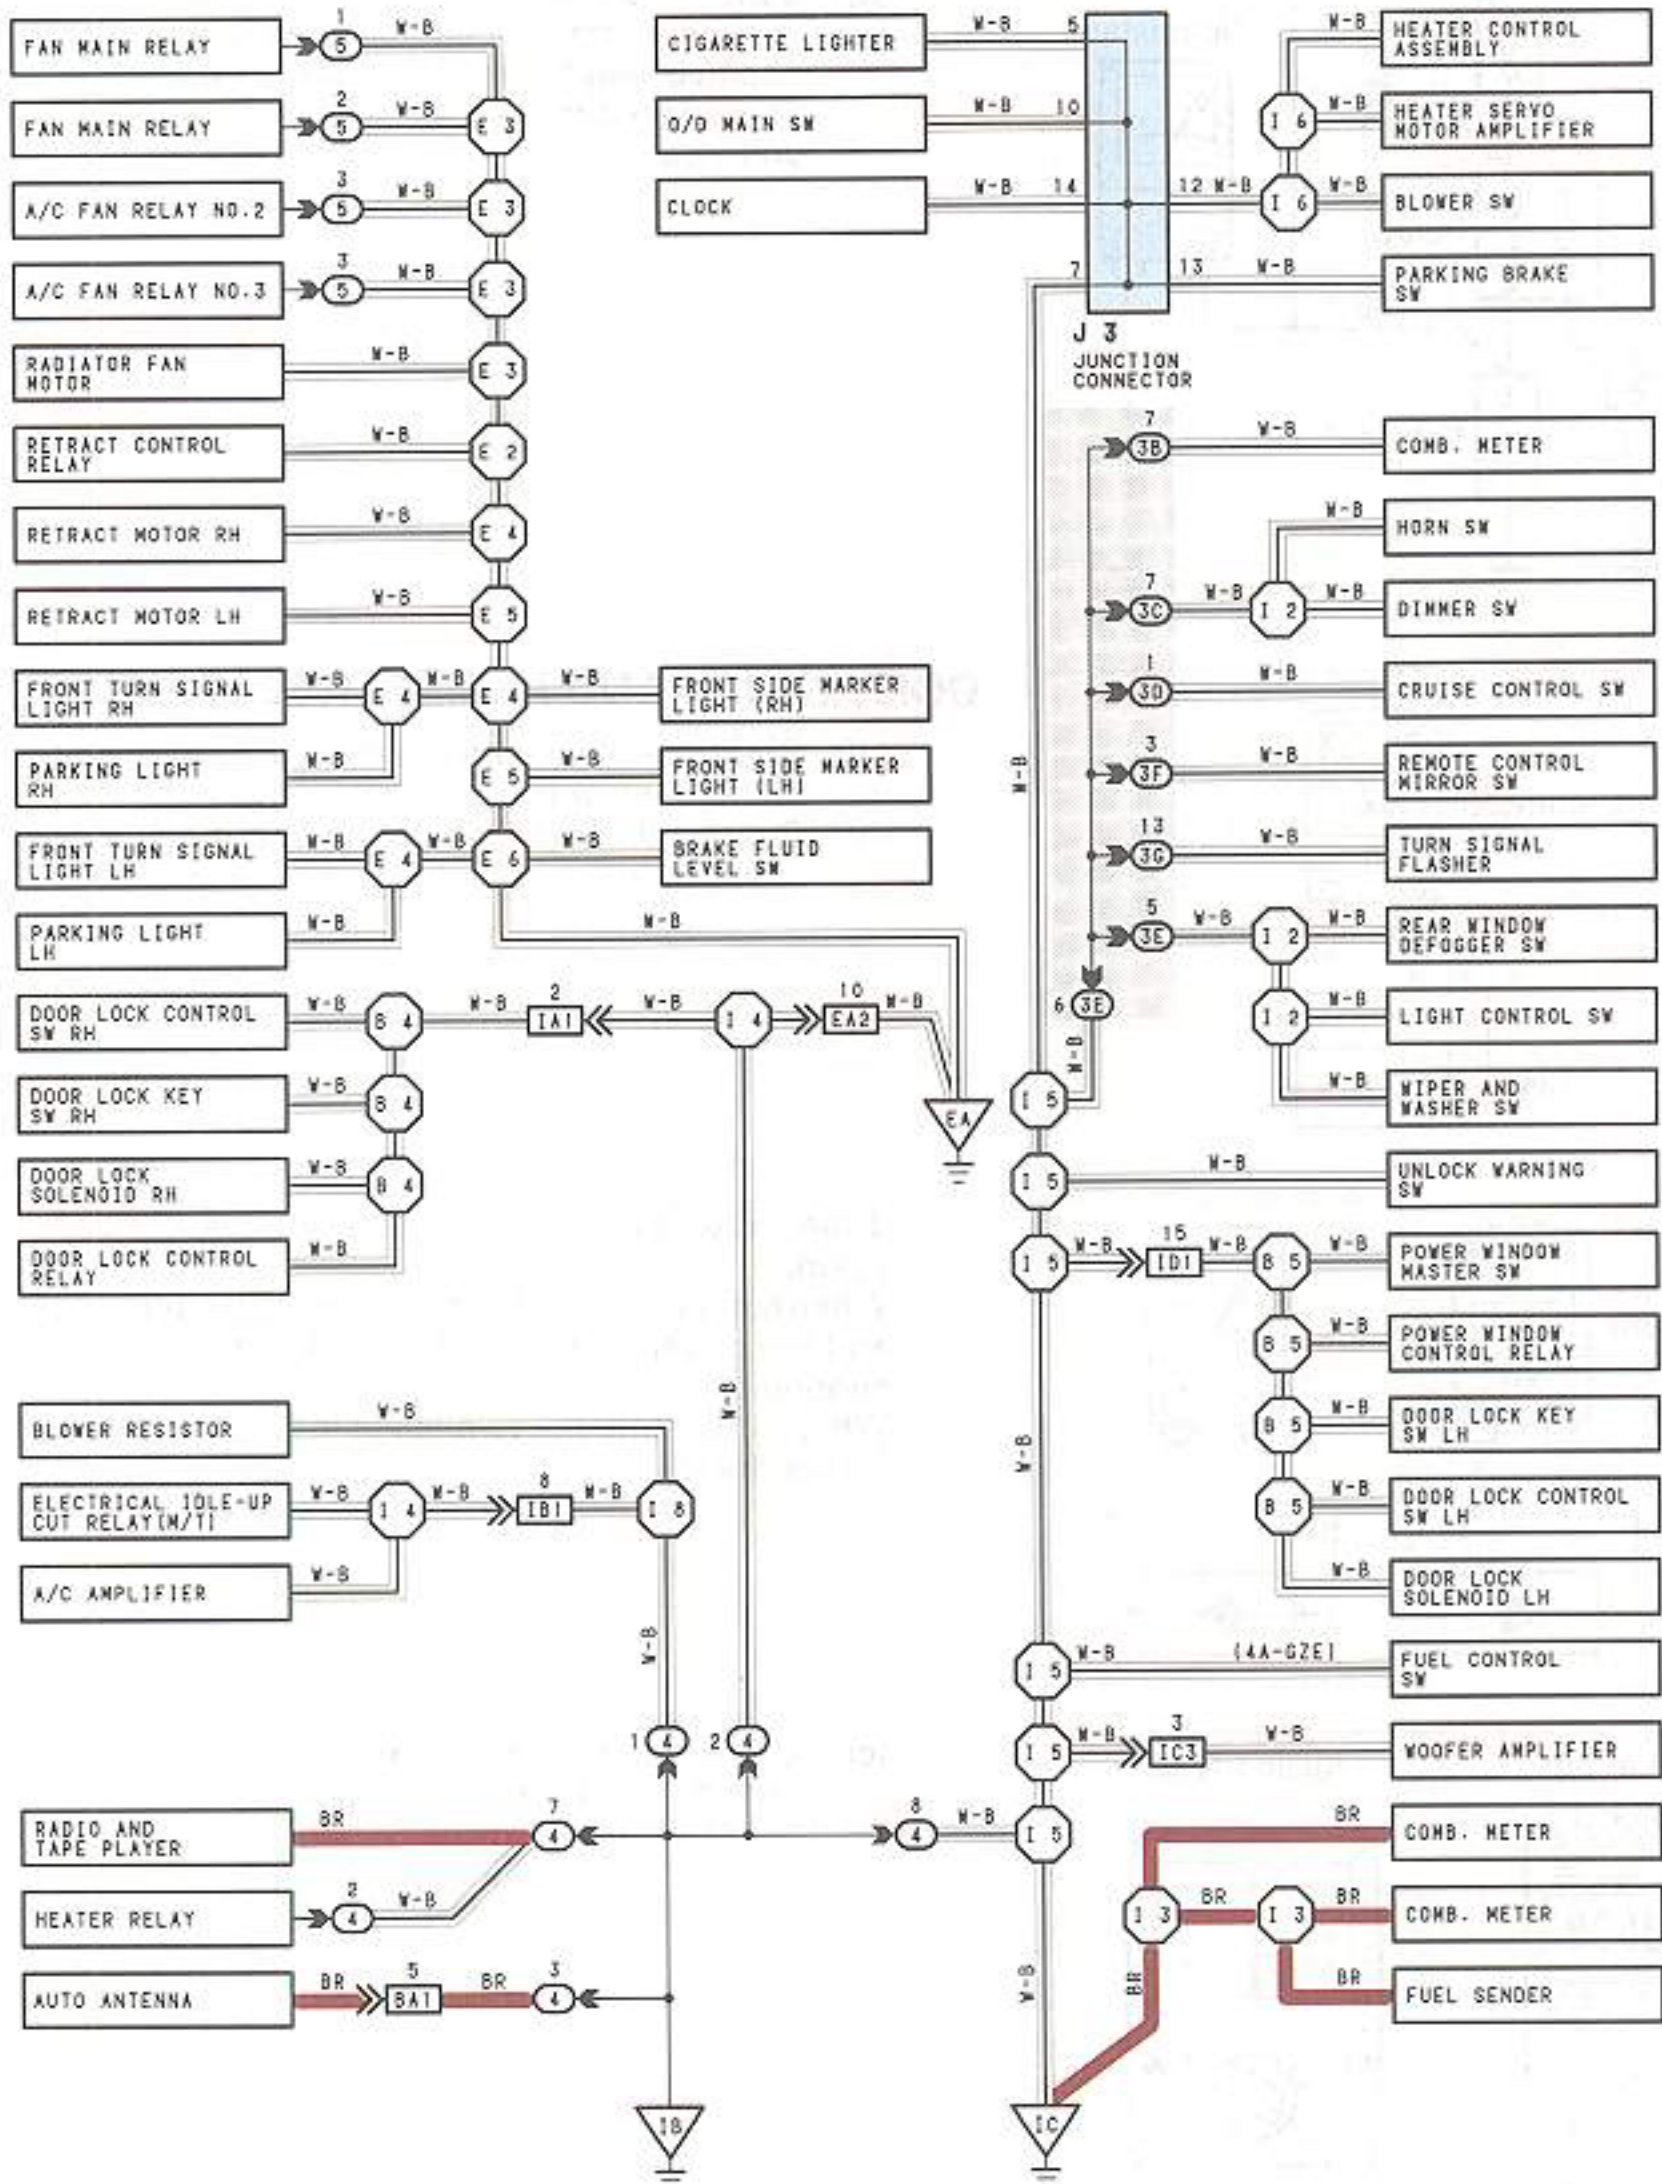 FAN MAIN RELAY
1
5
W-B
FAN MAIN RELAY
2
5
W-B
E 3
A/C FAN RELAY NO.2
3
5
W-B
E 3
A/C FAN RELAY NO.3
3
5
W-B
E 3
RADIATOR FAN
MOTOR
W-B
E 3
RETRACT CONTROL
RELAY
W-B
E 2
RETRACT MOTOR RH
W-B
E 4
RETRACT MOTOR LH
W-B
E 5
FRONT TURN SIGNAL
LIGHT RH
W-B
E 4
W-B
E 4
W-B
FRONT SIDE MARKER
LIGHT (RH)
PARKING LIGHT
RH
W-B
E 5
W-B
FRONT SIDE MARKER
LIGHT (LH)
FRONT TURN SIGNAL
LIGHT LH
W-B
E 4
W-B
E 6
W-B
BRAKE FLUID
LEVEL SW
PARKING LIGHT
LH
W-B
W-B
DOOR LOCK CONTROL
SW RH
W-B
B 4
W-B
2
IA1
W-B
I 4
10
EA2
W-B
DOOR LOCK KEY
SW RH
W-B
B 4
EA
DOOR LOCK
SOLENOID RH
W-B
B 4
DOOR LOCK CONTROL
RELAY
W-B
BLOWER RESISTOR
W-B
W-B
ELECTRICAL IDLE-UP
CUT RELAY(M/T)
W-B
I 4
W-B
8
IB1
W-B
I 8
A/C AMPLIFIER
W-B
W-B
1
4
2
4
RADIO AND
TAPE PLAYER
BR
7
4
8
4
W-B
HEATER RELAY
2
4
W-B
AUTO ANTENNA
BR
5
BA1
BR
3
4
IB
CIGARETTE LIGHTER
W-B
5
O/D MAIN SW
W-B
10
CLOCK
W-B
14
7
12
W-B
13
W-B
J 3
JUNCTION
CONNECTOR
W-B
HEATER CONTROL
ASSEMBLY
I 6
W-B
HEATER SERVO
MOTOR AMPLIFIER
I 6
W-B
BLOWER SW
PARKING BRAKE
SW
7
3B
W-B
COMB. METER
W-B
HORN SW
7
3C
W-B
I 2
W-B
DIMMER SW
1
3D
W-B
CRUISE CONTROL SW
W-B
3
3F
W-B
REMOTE CONTROL
MIRROR SW
13
3G
W-B
TURN SIGNAL
FLASHER
5
3E
W-B
I 2
W-B
REAR WINDOW
DEFOGGER SW
6
3E
I 2
W-B
LIGHT CONTROL SW
W-B
W-B
WIPER AND
WASHER SW
I 5
I 5
W-B
UNLOCK WARNING
SW
I 5
W-B
15
ID1
W-B
B 5
W-B
POWER WINDOW
MASTER SW
B 5
W-B
POWER WINDOW
CONTROL RELAY
B 5
W-B
DOOR LOCK KEY
SW LH
W-B
B 5
W-B
DOOR LOCK CONTROL
SW LH
W-B
DOOR LOCK
SOLENOID LH
I 5
W-B
(4A-GZE)
FUEL CONTROL
SW
I 5
W-B
3
IC3
W-B
WOOFER AMPLIFIER
I 5
BR
COMB. METER
I 3
BR
I 3
BR
COMB. METER
W-B
BR
BR
FUEL SENDER
IC